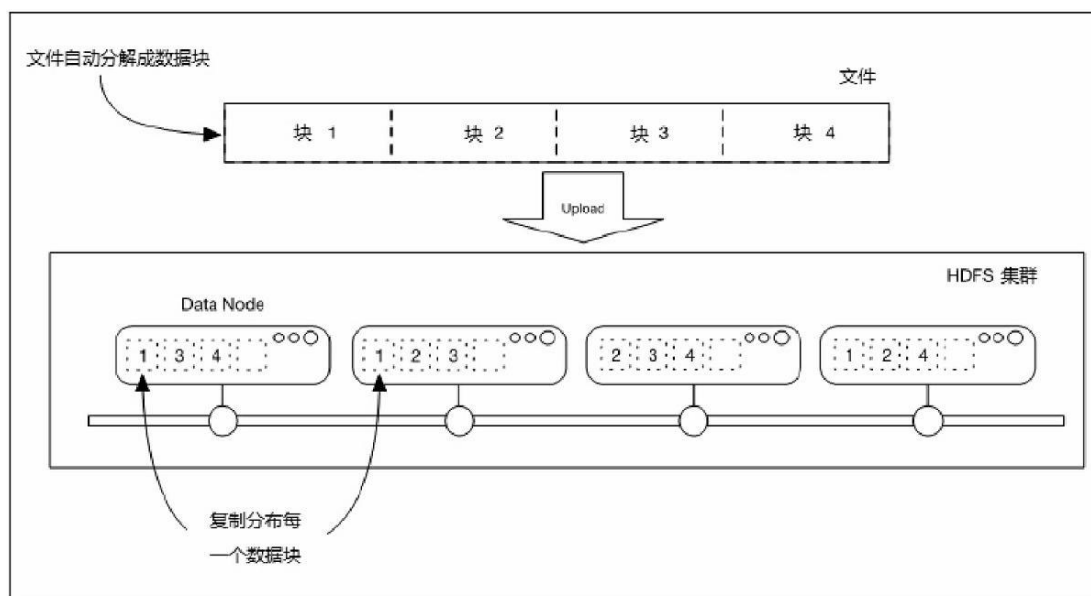 文件自动分解成数据块
文件
块 1 块 2 块 3 块 4
Upload
HDFS 集群
Data Node
1 3 4 1 2 3 2 3 4 1 2 4
复制分布每
一个数据块